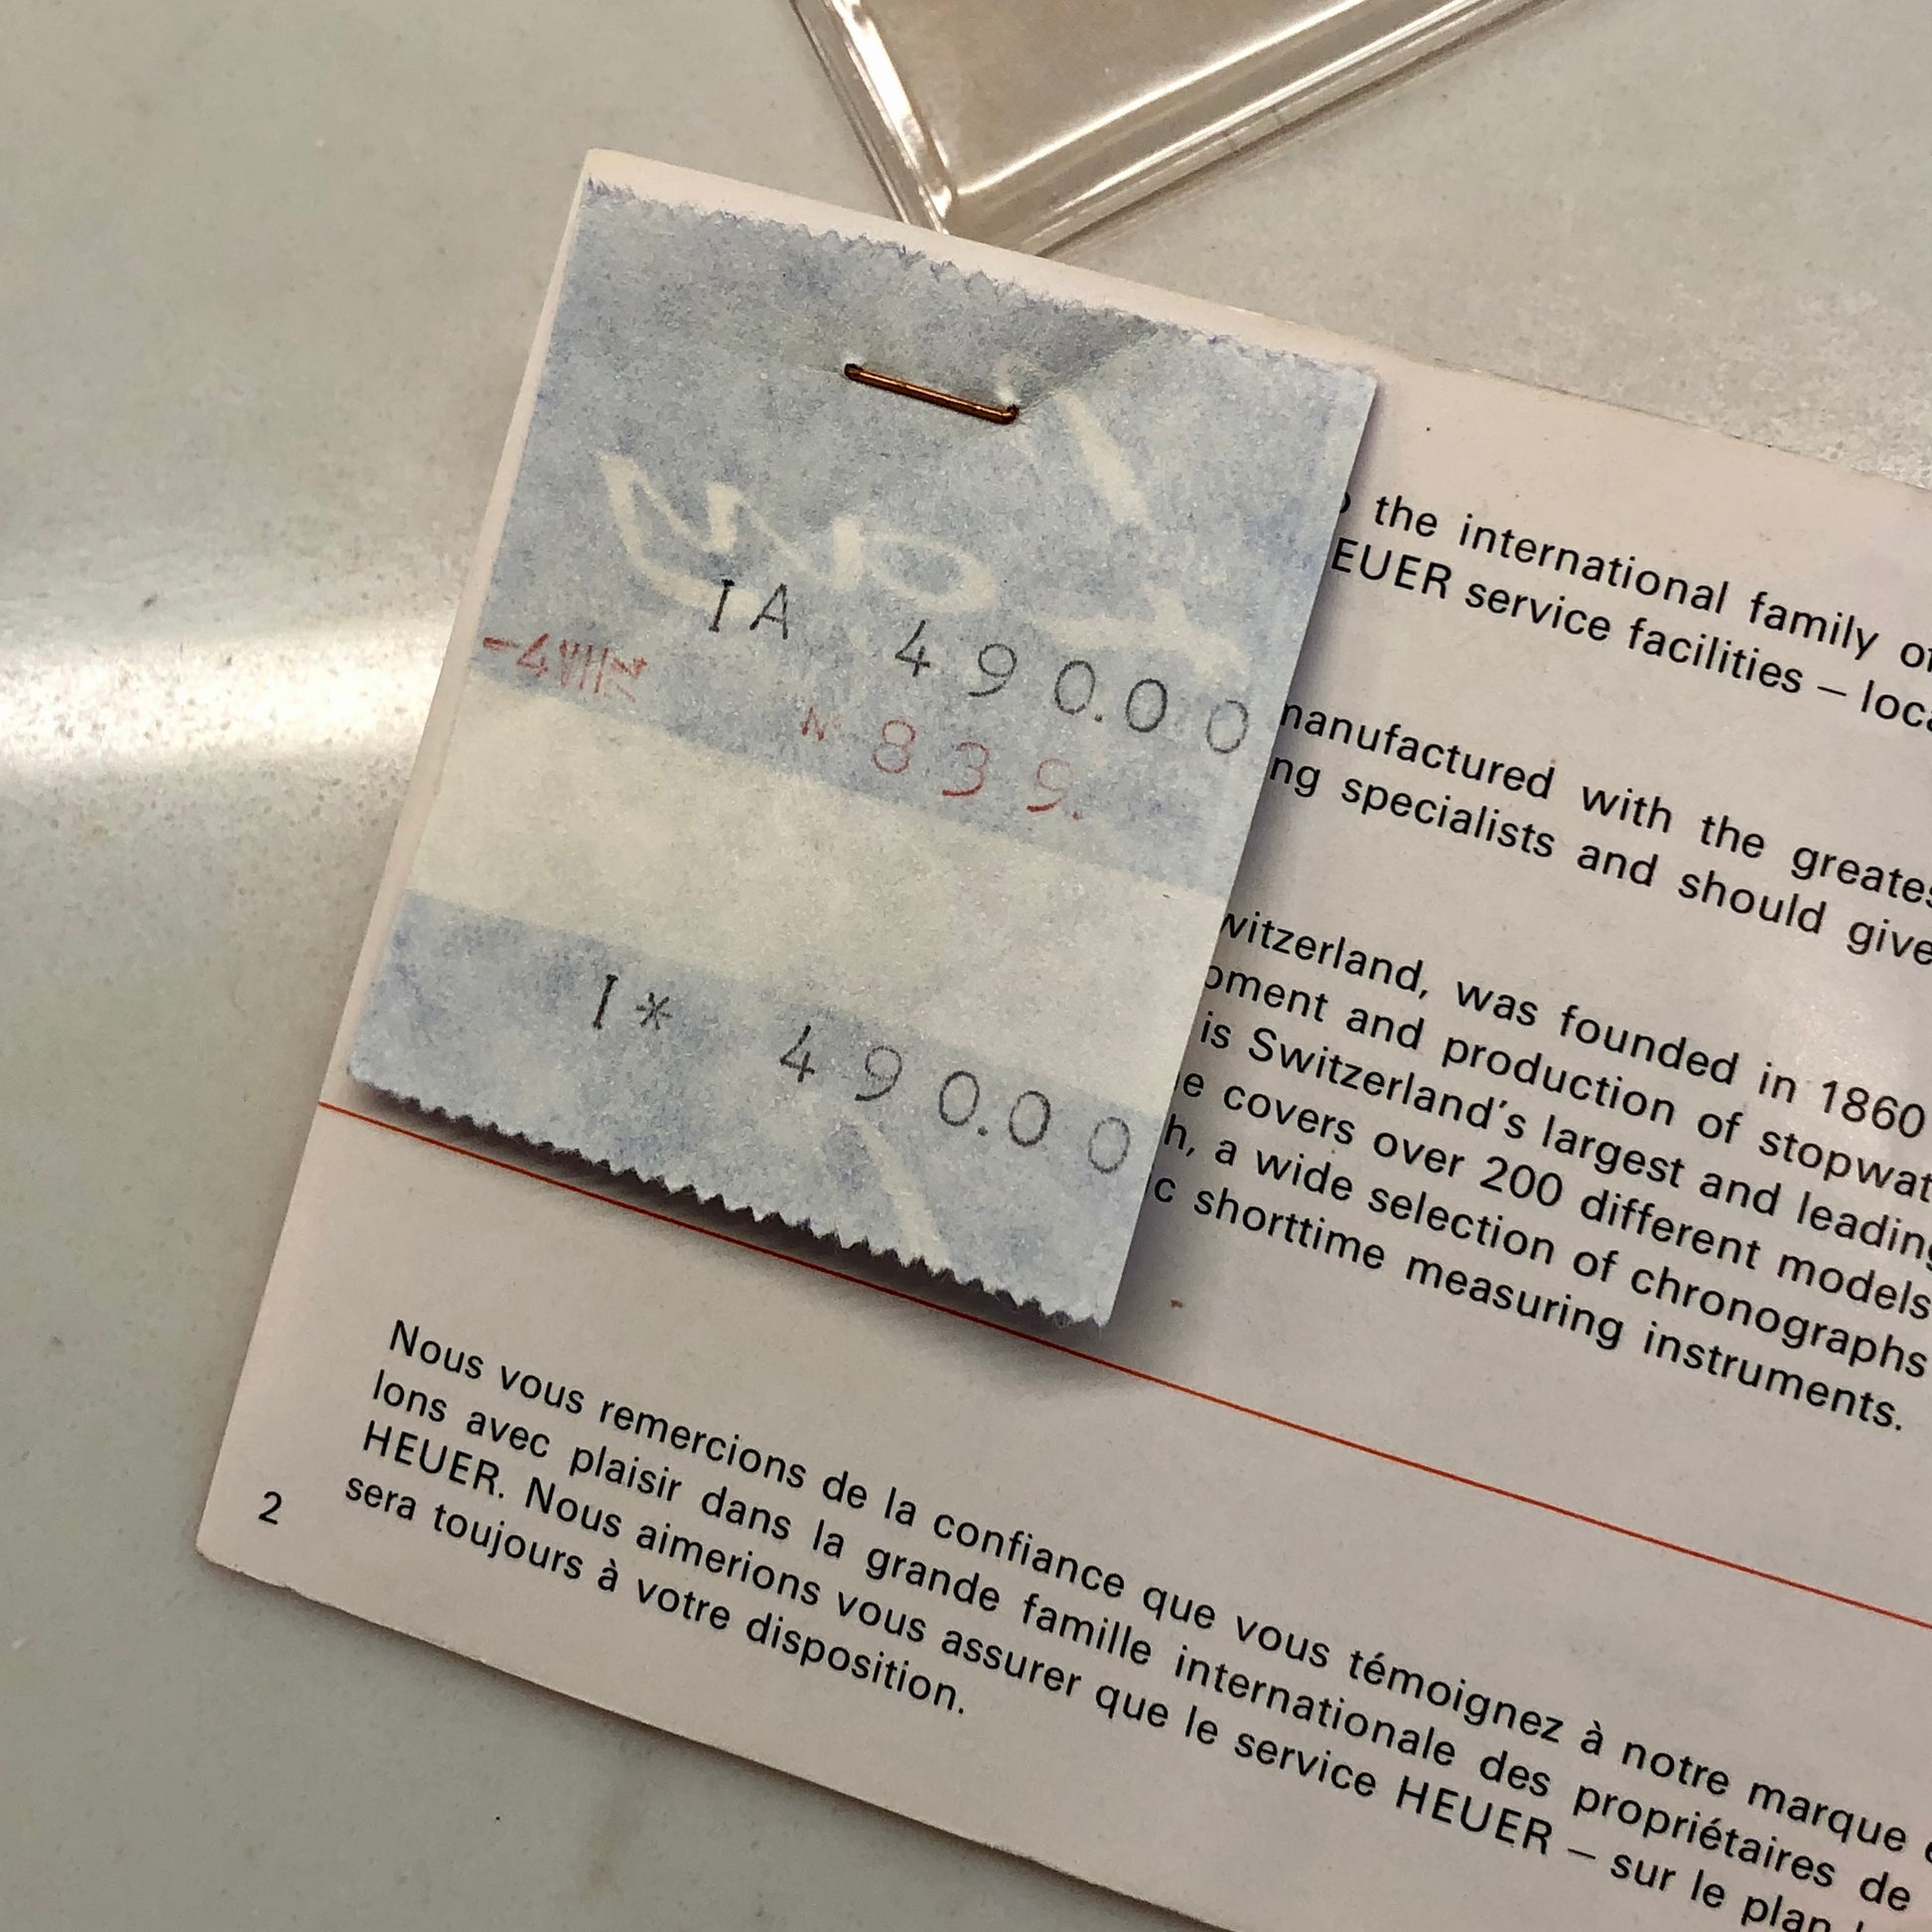 IA 490.00
-4VIII
№ 839.
I* 490.00
the international family of
EUER service facilities – loca
manufactured with the greates
ng specialists and should give
witzerland, was founded in 1860
oment and production of stopwat
is Switzerland's largest and leading
e covers over 200 different models
h, a wide selection of chronographs
c shorttime measuring instruments.
Nous vous remercions de la confiance que vous témoignez à notre marque e
lons avec plaisir dans la grande famille internationale des propriétaires de
HEUER. Nous aimerions vous assurer que le service HEUER – sur le plan
sera toujours à votre disposition.
2